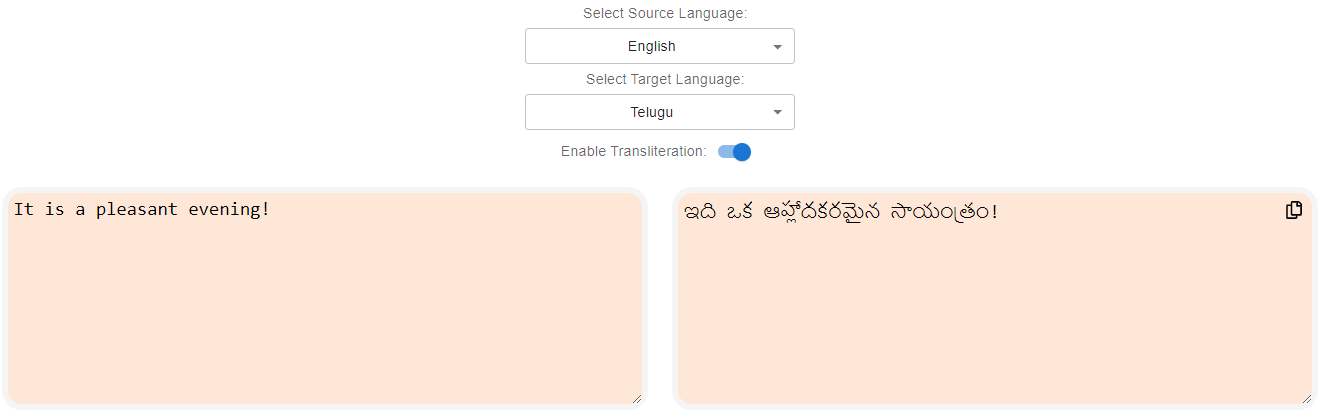 Select Source Language:
English
Select Target Language:
Telugu
Enable Transliteration:
It is a pleasant evening!
ఇది ఒక ఆహ్లాదకరమైన సాయంత్రం!